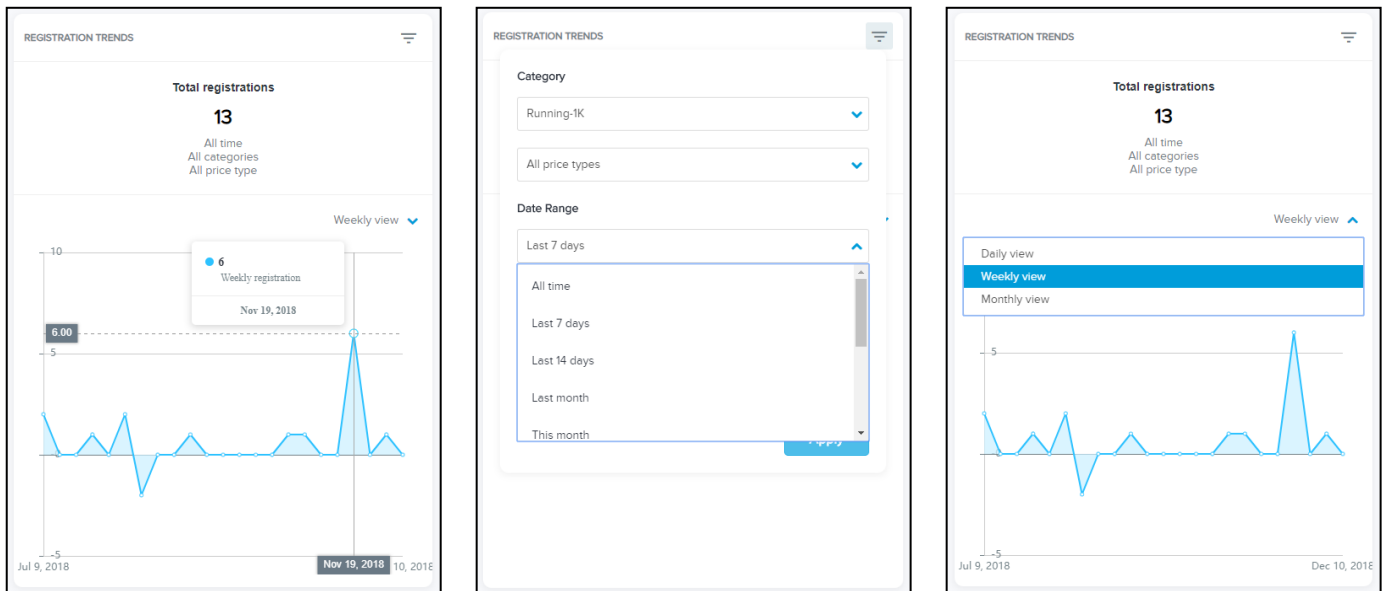 REGISTRATION TRENDS
Total registrations
13
All time
All categories
All price type
Weekly view
10
6
Weekly registration
Nov 19, 2018
6.00
5
-5
Jul 9, 2018
Nov 19, 2018
10, 2018
REGISTRATION TRENDS
Category
Running-1K
All price types
Date Range
Last 7 days
All time
Last 7 days
Last 14 days
Last month
This month
Apply
REGISTRATION TRENDS
Total registrations
13
All time
All categories
All price type
Weekly view
Daily view
Weekly view
Monthly view
5
-5
Jul 9, 2018
Dec 10, 2018